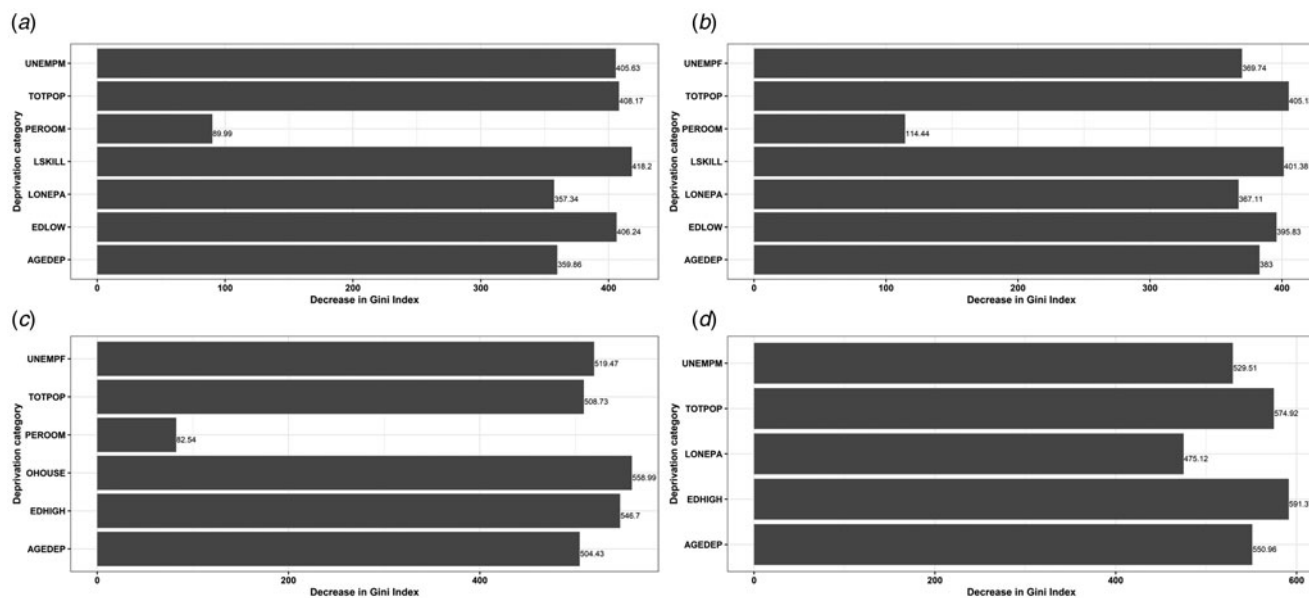 (a)
UNEMPM
405.63
TOTPOP
408.17
PEROOM
89.99
LSKILL
418.2
LONEPA
357.34
EDLOW
406.24
AGEDEP
359.86
Deprivation category
0 100 200 300 400
Decrease in Gini Index
(b)
UNEMPF
369.74
TOTPOP
405.1
PEROOM
114.44
LSKILL
401.38
LONEPA
367.11
EDLOW
395.83
AGEDEP
383
Deprivation category
0 100 200 300 400
Decrease in Gini Index
(c)
UNEMPF
519.47
TOTPOP
508.73
PEROOM
82.54
OHOUSE
558.99
EDHIGH
546.7
AGEDEP
504.43
Deprivation category
0 200 400
Decrease in Gini Index
(d)
UNEMPM
529.51
TOTPOP
574.92
LONEPA
475.12
EDHIGH
591.3
AGEDEP
550.96
Deprivation category
0 200 400 600
Decrease in Gini Index